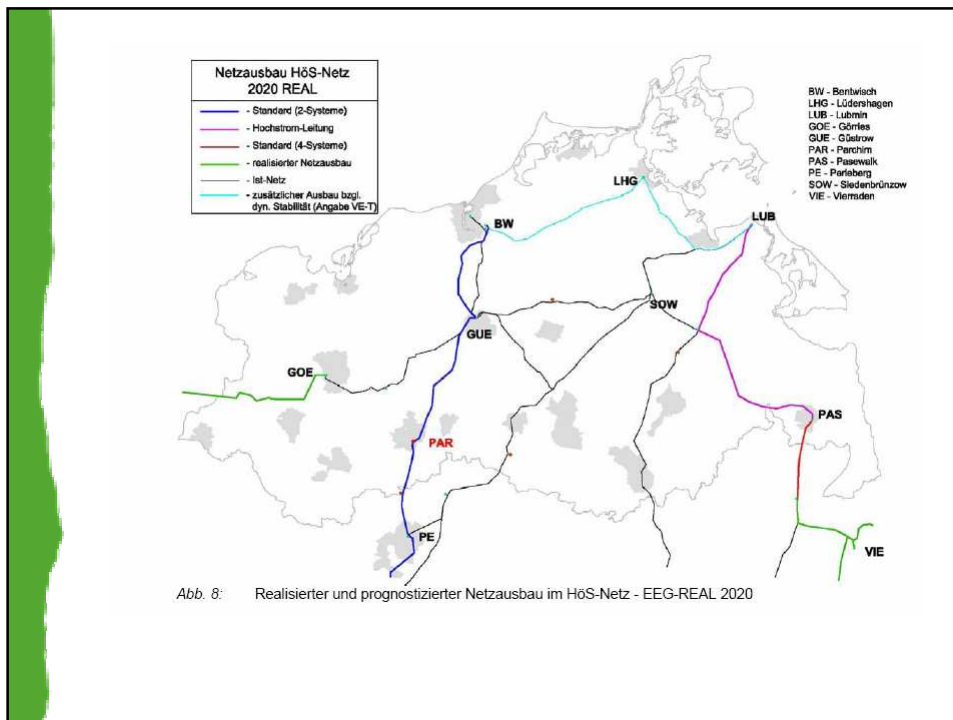 Netzausbau HöS-Netz
2020 REAL
- Standard (2-Systeme)
- Hochstrom-Leitung
- Standard (4-Systeme)
- realisierter Netzausbau
- Ist-Netz
- zusätzlicher Ausbau bzgl.
dyn. Stabilität (Angabe VE-T)
BW - Bentwisch
LHG - Lüdershagen
LUB - Lubmin
GOE - Görries
GUE - Güstrow
PAR - Parchim
PAS - Pasewalk
PE - Perleberg
SOW - Siedenbrünzow
VIE - Vierraden
LHG
BW
LUB
SOW
GUE
GOE
PAS
PAR
PE
VIE
Abb. 8: Realisierter und prognostizierter Netzausbau im HöS-Netz - EEG-REAL 2020